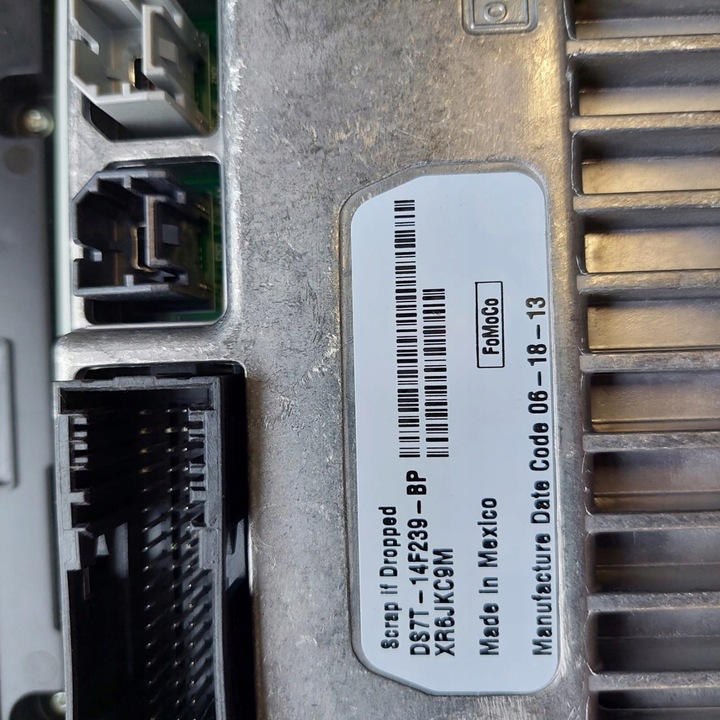 Scrap if Dropped
DS7T-14F239-BP
XR6JKC9M
FoMoCo
Made In Mexico
Manufacture Date Code 06-18-13